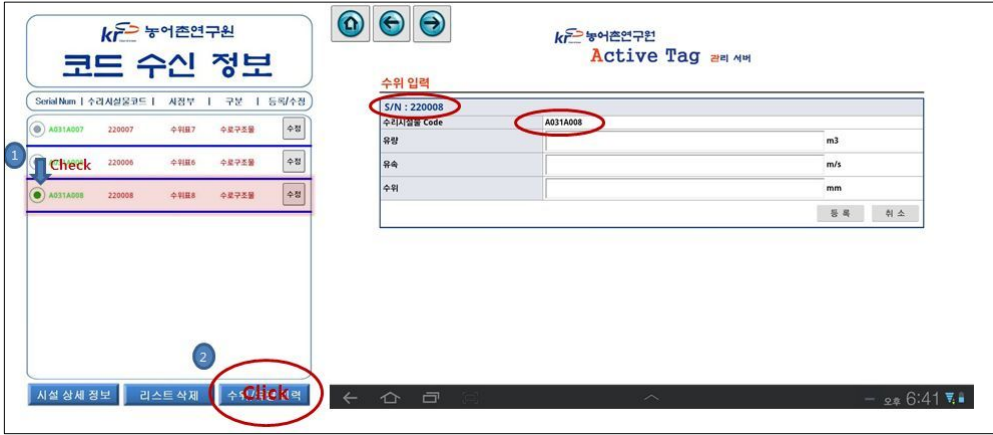 kr 농어촌연구원
코드 수신 정보
Serial Num | 수리시설물코드 | 시점부 | 구분 | 등록/수정
A031A007 220007 수위표7 수로구조물 수정
1
220006 수위표6 수로구조물 수정
Check
A031A008 220008 수위표8 수로구조물 수정
2
시설 상세 정보 리스트 삭제
Click
kr 농어촌연구원
Active Tag 관리 서버
수위 입력
S/N : 220008
수리시설물 Code A031A008
유량 m3
유속 m/s
수위 mm
등 록 취 소
오후 6:41